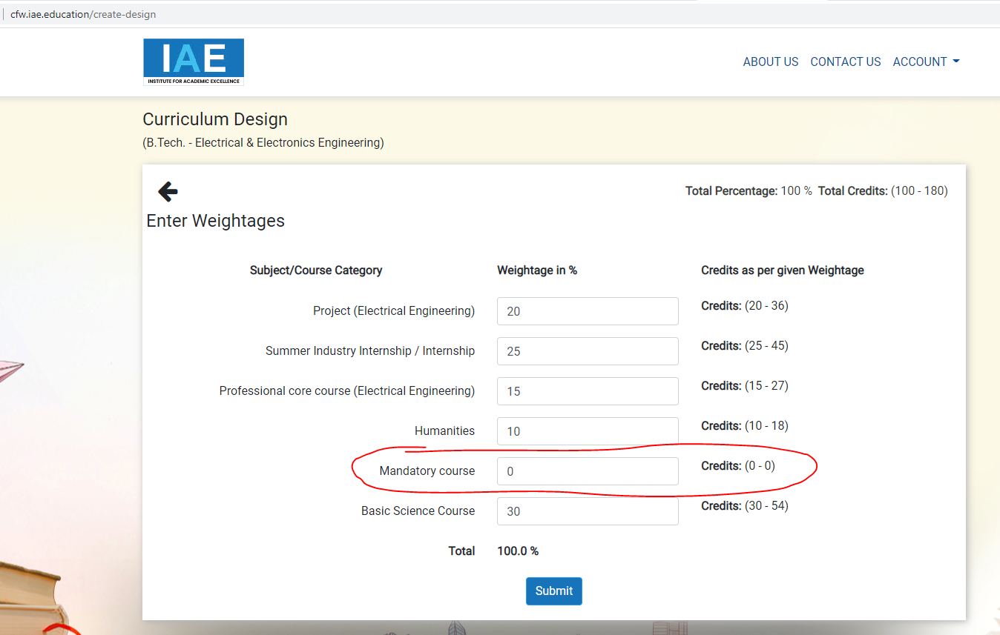 cfw.iae.education/create-design
IAE
INSTITUTE FOR ACADEMIC EXCELLENCE
ABOUT US CONTACT US ACCOUNT
Curriculum Design
(B.Tech. - Electrical & Electronics Engineering)
Total Percentage: 100 % Total Credits: (100 - 180)
Enter Weightages
Subject/Course Category Weightage in % Credits as per given Weightage
Project (Electrical Engineering) 20 Credits: (20 - 36)
Summer Industry Internship / Internship 25 Credits: (25 - 45)
Professional core course (Electrical Engineering) 15 Credits: (15 - 27)
Humanities 10 Credits: (10 - 18)
Mandatory course 0 Credits: (0 - 0)
Basic Science Course 30 Credits: (30 - 54)
Total 100.0 %
Submit